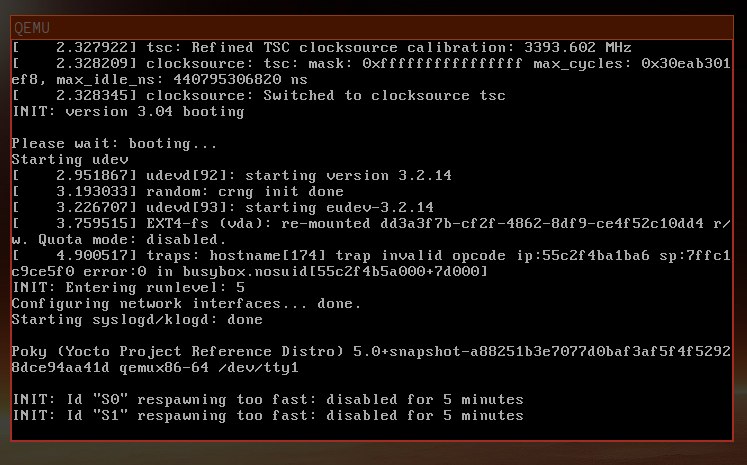 QEMU
[    2.327922] tsc: Refined TSC clocksource calibration: 3393.602 MHz
[    2.328209] clocksource: tsc: mask: 0xffffffffffffffff max_cycles: 0x30eab301
ef8, max_idle_ns: 440795306820 ns
[    2.328345] clocksource: Switched to clocksource tsc
INIT: version 3.04 booting
Please wait: booting...
Starting udev
[    2.951867] udevd[92]: starting version 3.2.14
[    3.193033] random: crng init done
[    3.226707] udevd[93]: starting eudev-3.2.14
[    3.759515] EXT4-fs (vda): re-mounted dd3a3f7b-cf2f-4862-8df9-ce4f52c10dd4 r/
w. Quota mode: disabled.
[    4.900517] traps: hostname[174] trap invalid opcode ip:55c2f4ba1ba6 sp:7ffc1
c9ce5f0 error:0 in busybox.nosuid[55c2f4b5a000+7d000]
INIT: Entering runlevel: 5
Configuring network interfaces... done.
Starting syslogd/klogd: done
Poky (Yocto Project Reference Distro) 5.0+snapshot-a88251b3e7077d0baf3af5f4f5292
8dce94aa41d qemux86-64 /dev/tty1
INIT: Id "S0" respawning too fast: disabled for 5 minutes
INIT: Id "S1" respawning too fast: disabled for 5 minutes